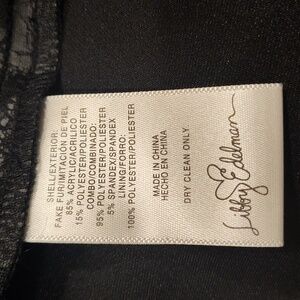 SHELL/EXTERIOR:
FAKE FUR/IMITACIÓN DE PIEL
85% ACRYLIC/ACRILICO
15% POLYESTER/POLIESTER
COMBO/COMBINADO:
95% POLYESTER/POLIESTER
5% SPANDEX/SPANDEX
LINING/FORRO:
100% POLYESTER/POLIESTER
MADE IN CHINA
HECHO EN CHINA
DRY CLEAN ONLY
Libby Edelman